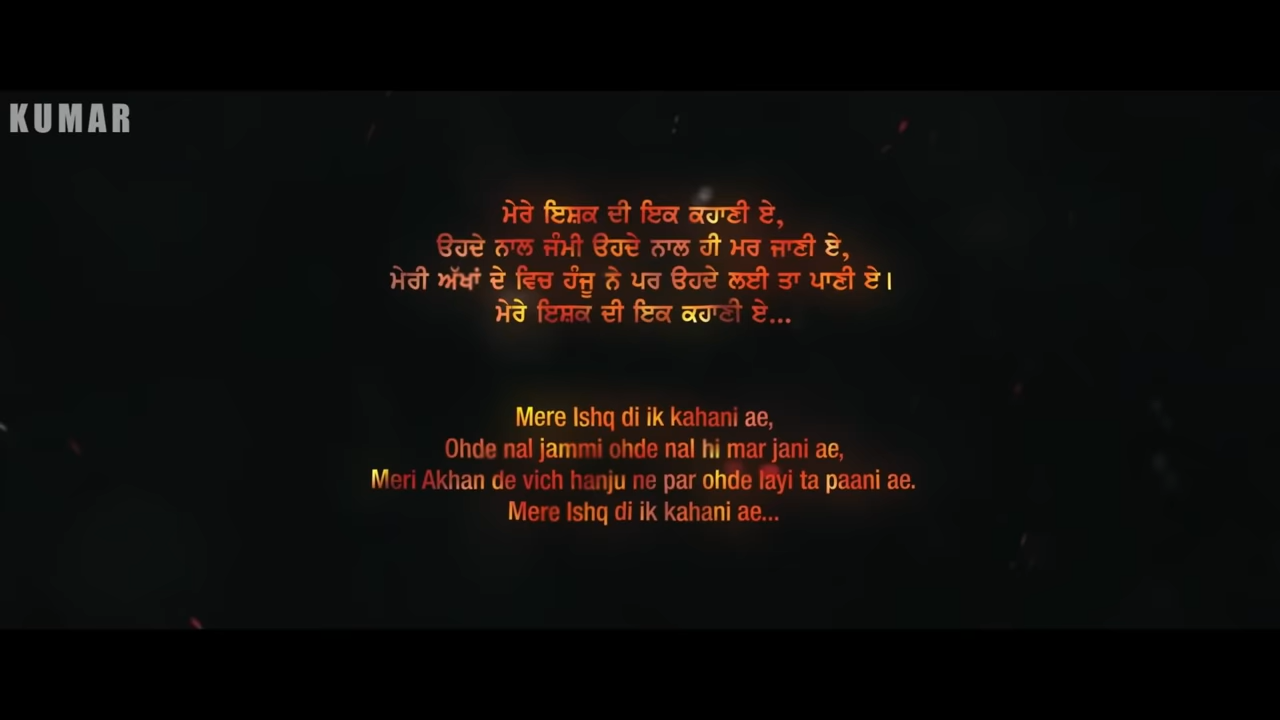 KUMAR
ਮੇਰੇ ਇਸ਼ਕ ਦੀ ਇਕ ਕਹਾਣੀ ਏ,
ਓਹਦੇ ਨਾਲ ਜੰਮੀ ਓਹਦੇ ਨਾਲ ਹੀ ਮਰ ਜਾਣੀ ਏ,
ਮੇਰੀ ਅੱਖਾਂ ਦੇ ਵਿਚ ਹੰਜੂ ਨੇ ਪਰ ਓਹਦੇ ਲਈ ਤਾ ਪਾਣੀ ਏ।
ਮੇਰੇ ਇਸ਼ਕ ਦੀ ਇਕ ਕਹਾਣੀ ਏ...
Mere Ishq di ik kahani ae,
Ohde nal jammi ohde nal hi mar jani ae,
Meri Akhan de vich hanju ne par ohde layi ta paani ae.
Mere Ishq di ik kahani ae...